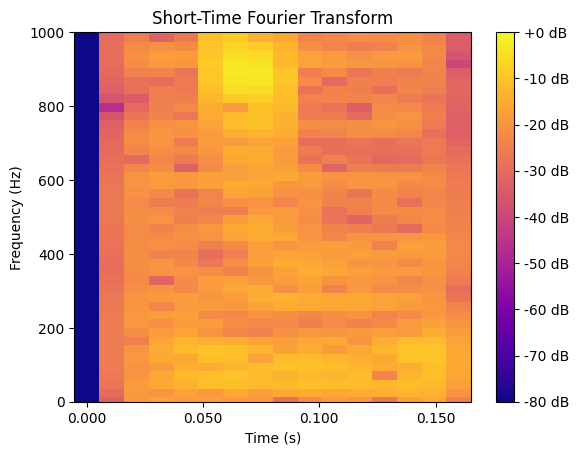 Short-Time Fourier Transform
1000
800
600
400
200
0
Frequency (Hz)
0.000
0.050
0.100
0.150
Time (s)
+0 dB
-10 dB
-20 dB
-30 dB
-40 dB
-50 dB
-60 dB
-70 dB
-80 dB